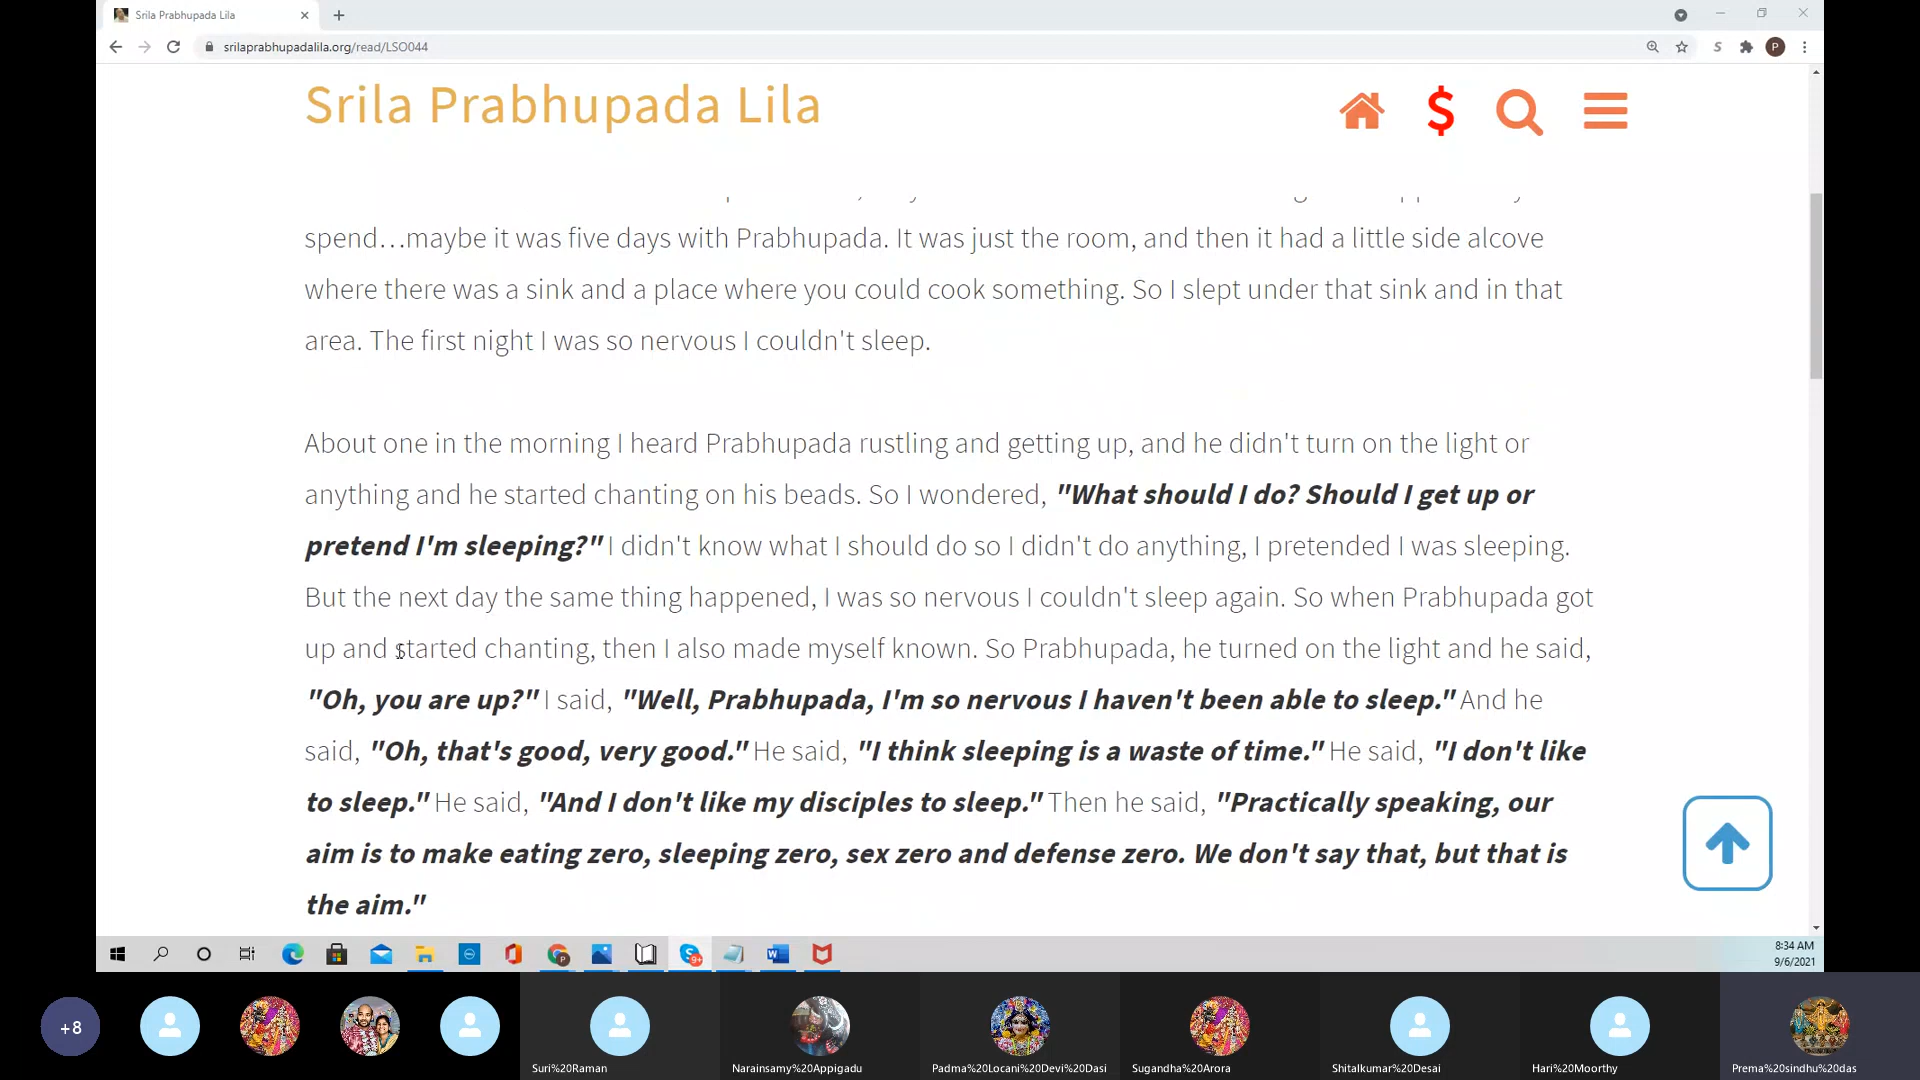 Srila Prabhupada Lila
srilaprabhupadalila.org/read/LSO044
S
P
Srila Prabhupada Lila
$
spend…maybe it was five days with Prabhupada. It was just the room, and then it had a little side alcove
where there was a sink and a place where you could cook something. So I slept under that sink and in that
area. The first night I was so nervous I couldn't sleep.
About one in the morning I heard Prabhupada rustling and getting up, and he didn't turn on the light or
anything and he started chanting on his beads. So I wondered, "What should I do? Should I get up or
pretend I'm sleeping?" I didn't know what I should do so I didn't do anything, I pretended I was sleeping.
But the next day the same thing happened, I was so nervous I couldn't sleep again. So when Prabhupada got
up and started chanting, then I also made myself known. So Prabhupada, he turned on the light and he said,
"Oh, you are up?" I said, "Well, Prabhupada, I'm so nervous I haven't been able to sleep." And he
said, "Oh, that's good, very good." He said, "I think sleeping is a waste of time." He said, "I don't like
to sleep." He said, "And I don't like my disciples to sleep." Then he said, "Practically speaking, our
aim is to make eating zero, sleeping zero, sex zero and defense zero. We don't say that, but that is
the aim."
8:34 AM
9/6/2021
+8
Suri%20Raman
Narainsamy%20Appigadu
Padma%20Locani%20Devi%20Dasi
Sugandha%20Arora
Shitalkumar%20Desai
Hari%20Moorthy
Prema%20sindhu%20das